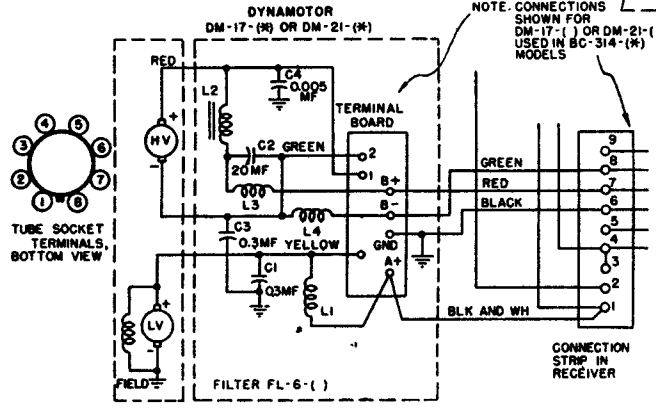 DYNAMOTOR
DM-17-(*) OR DM-21-(*)
NOTE. CONNECTIONS
SHOWN FOR
DM-17-( ) OR DM-21-(
USED IN BC-314-(*)
MODELS
RED
C4
0.005
MF
L2
TERMINAL
BOARD
4
5
3
6
2
7
1
8
TUBE SOCKET
TERMINALS,
BOTTOM VIEW
+
HV
-
C2
20MF
GREEN
2
1
L3
B+
B-
L4
GND
A+
C3
0.3MF
YELLOW
C1
03MF
L1
+
LV
-
FIELD
FILTER FL-6-( )
GREEN
RED
BLACK
BLK AND WH
9
8
7
6
5
4
3
2
1
CONNECTION
STRIP IN
RECEIVER